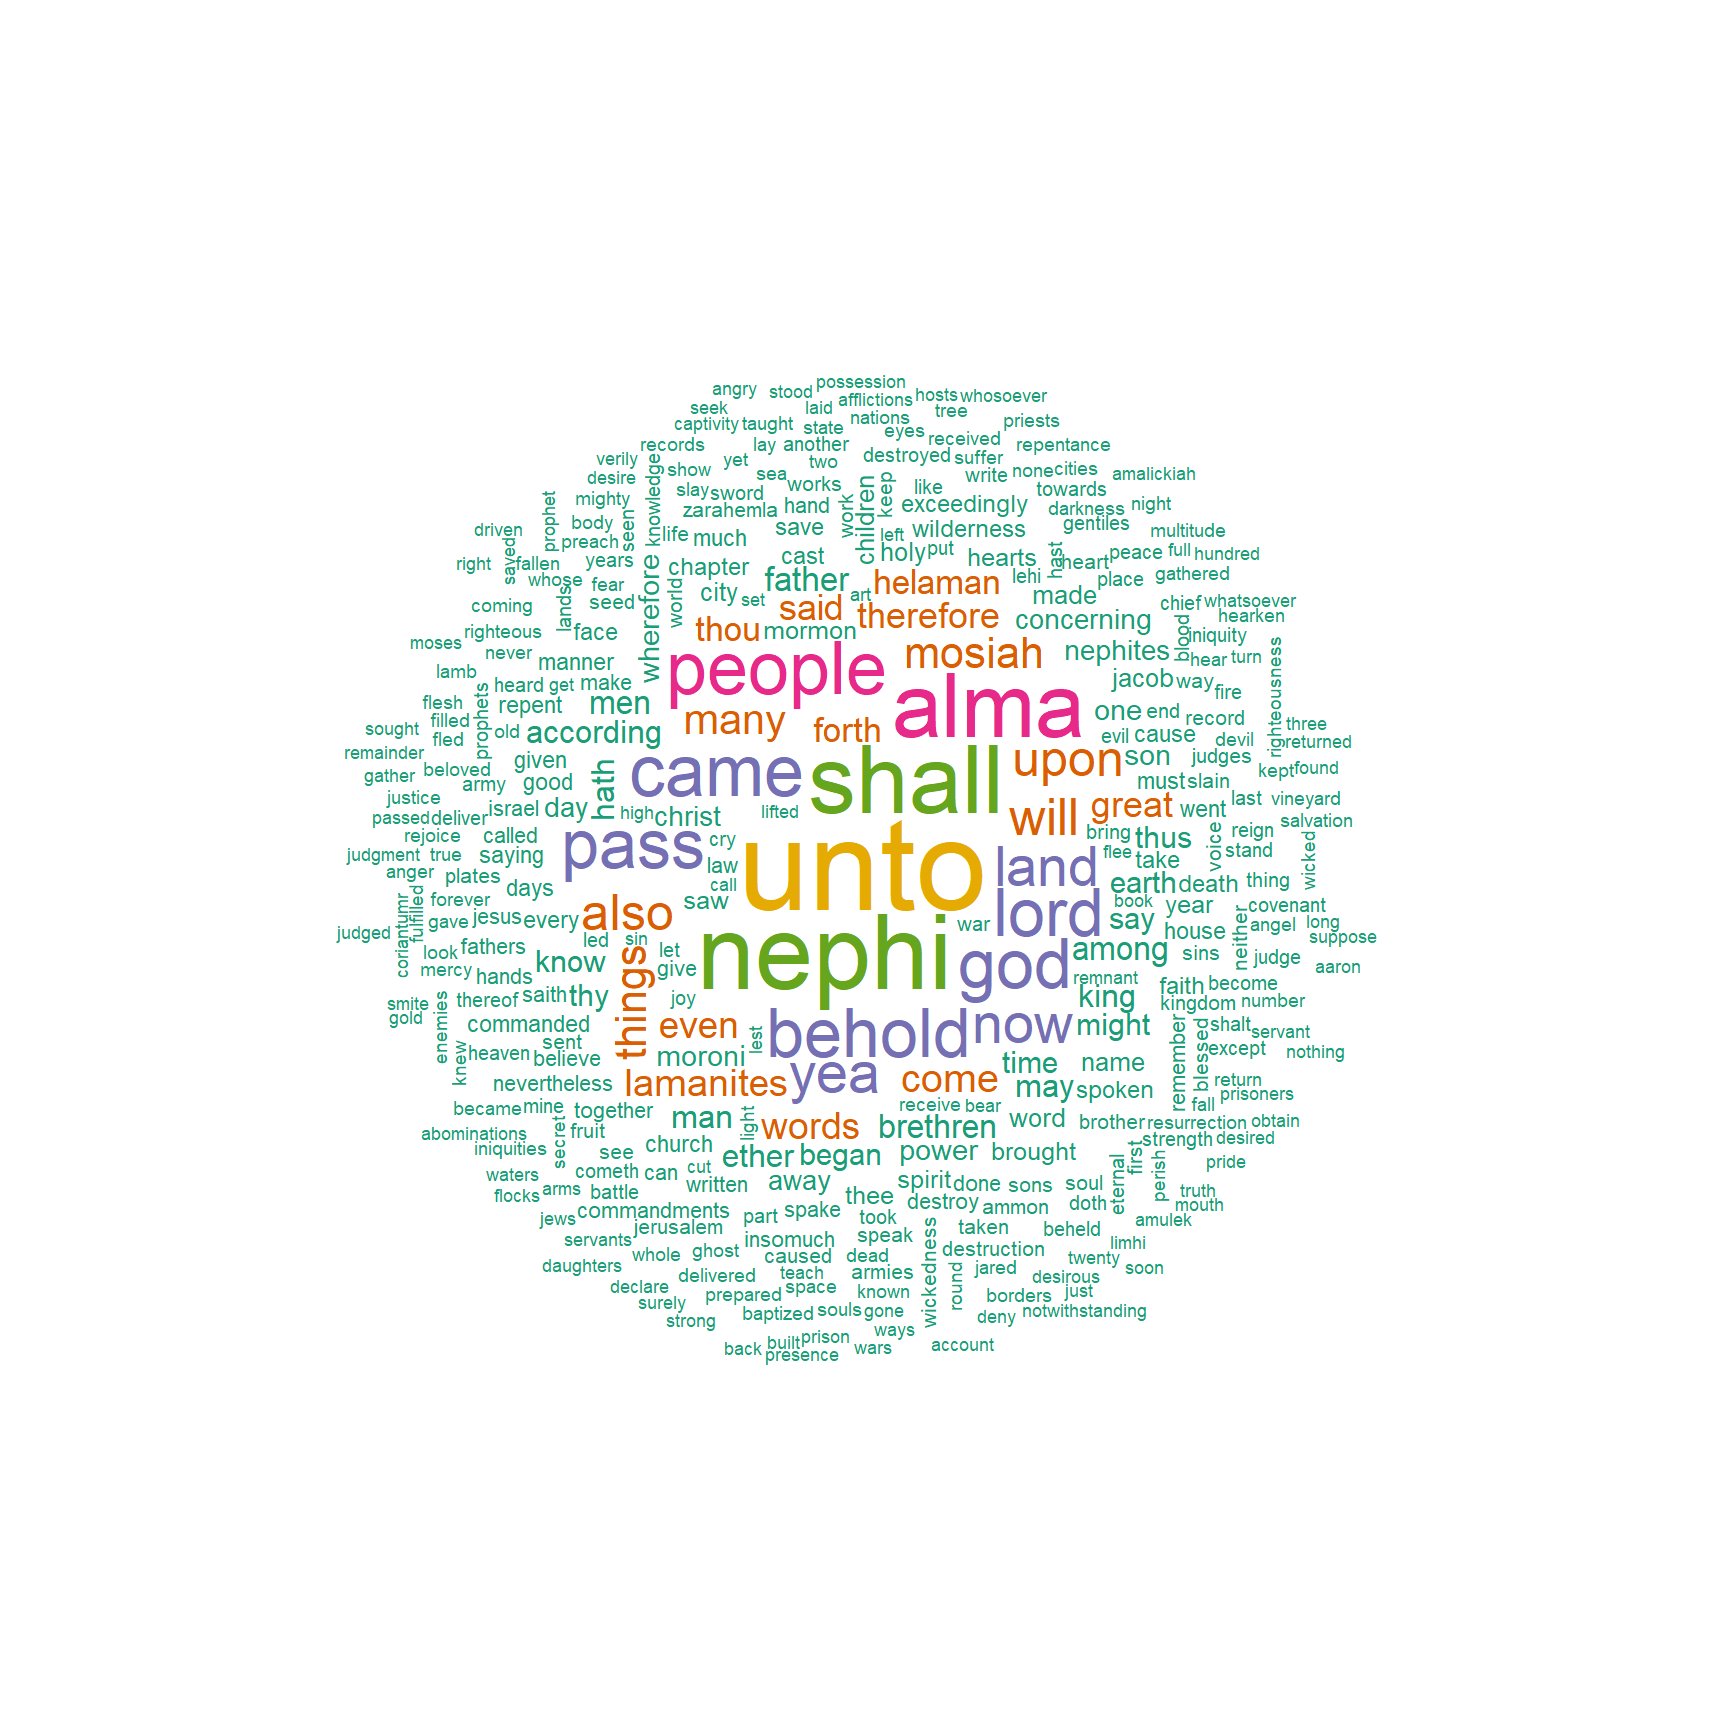 angry stood possession
seek laid afflictions hosts whosoever
captivity taught state nations tree priests
records lay another eyes received repentance
verily show yet two destroyed suffer none cities amalickiah
desire knowledge slay sword sea works keep like write towards
mighty zarahemla hand work children exceedingly darkness night
driven prophet body seen life much save left wilderness gentiles multitude
preach cast holy put hearts hast heart peace full hundred
right saved fallen years chapter father helaman lehi place gathered
whose fear wherefore world city set art made chief whatsoever
coming lands seed said therefore concerning hearken
moses righteous face thou mormon blood iniquity
never manner people mosiah nephites hear turn righteousness
lamb heard get make alma jacob way fire
flesh prophets repent men many forth one end record three
sought filled old according evil cause devil returned
remainder fled given came shall upon son judges
gather beloved army good hath must slain kept found
justice israel day high christ lifted will great went last vineyard
passed deliver bring salvation
rejoice called pass cry unto thus voice reign
judgment true saying law land flee take stand wicked
anger plates days call earth death thing
coriantumr fulfilled forever saw lord book year covenant
judged gave jesus every also nephi war say house neither angel long suppose
look fathers led sin let god among sins judge
mercy hands know things give remnant faith become aaron
smite thereof saith thy joy king kingdom number
gold enemies commanded even lest behold now might remember shalt servant
knew heaven sent believe moroni time name blessed except nothing
nevertheless lamanites yea come may spoken return
became mine together man light receive bear word fall prisoners
abominations secret fruit words brethren brother resurrection obtain
iniquities see church ether began power brought first strength desired
waters cometh can cut eternal perish pride
flocks arms battle written away spirit done sons soul truth
jews commandments part spake thee destroy ammon doth mouth
servants jerusalem insomuch took speak wickedness taken beheld amulek
whole ghost caused dead destruction limhi
daughters delivered teach armies round jared desirous twenty soon
declare prepared space known borders just
surely baptized souls gone deny notwithstanding
strong built prison ways
back presence wars account